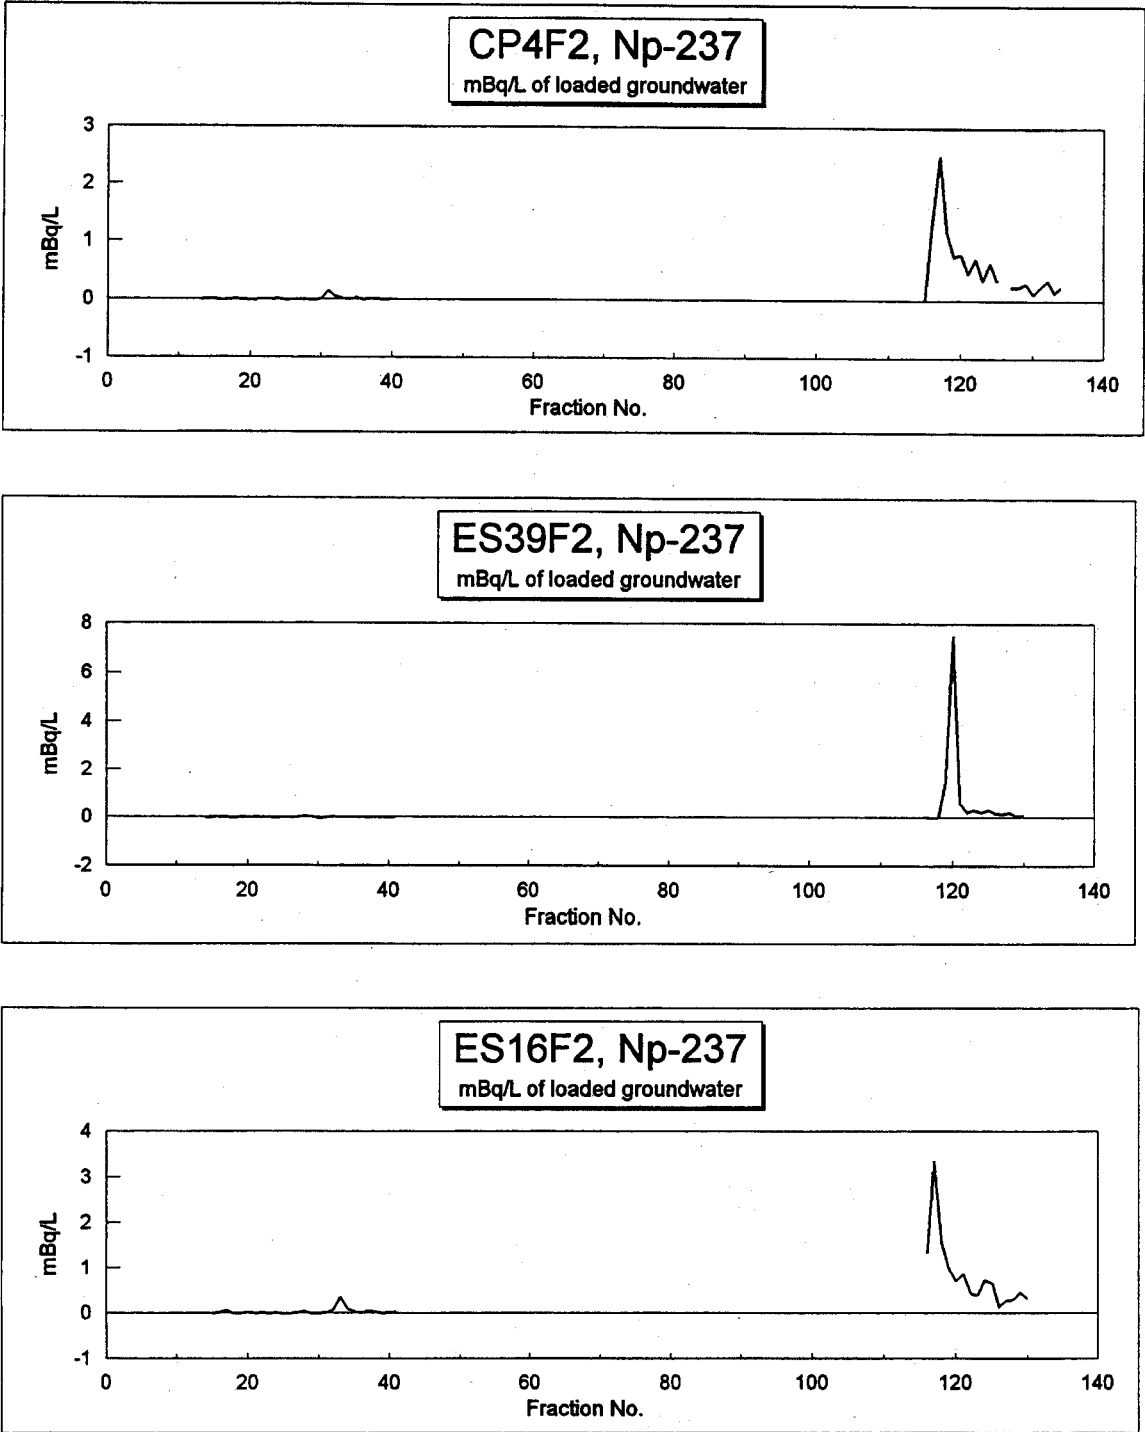 CP4F2, Np-237
mBq/L of loaded groundwater
3
2
1
0
-1
mBq/L
0 20 40 60 80 100 120 140
Fraction No.
ES39F2, Np-237
mBq/L of loaded groundwater
8
6
4
2
0
-2
mBq/L
0 20 40 60 80 100 120 140
Fraction No.
ES16F2, Np-237
mBq/L of loaded groundwater
4
3
2
1
0
-1
mBq/L
0 20 40 60 80 100 120 140
Fraction No.